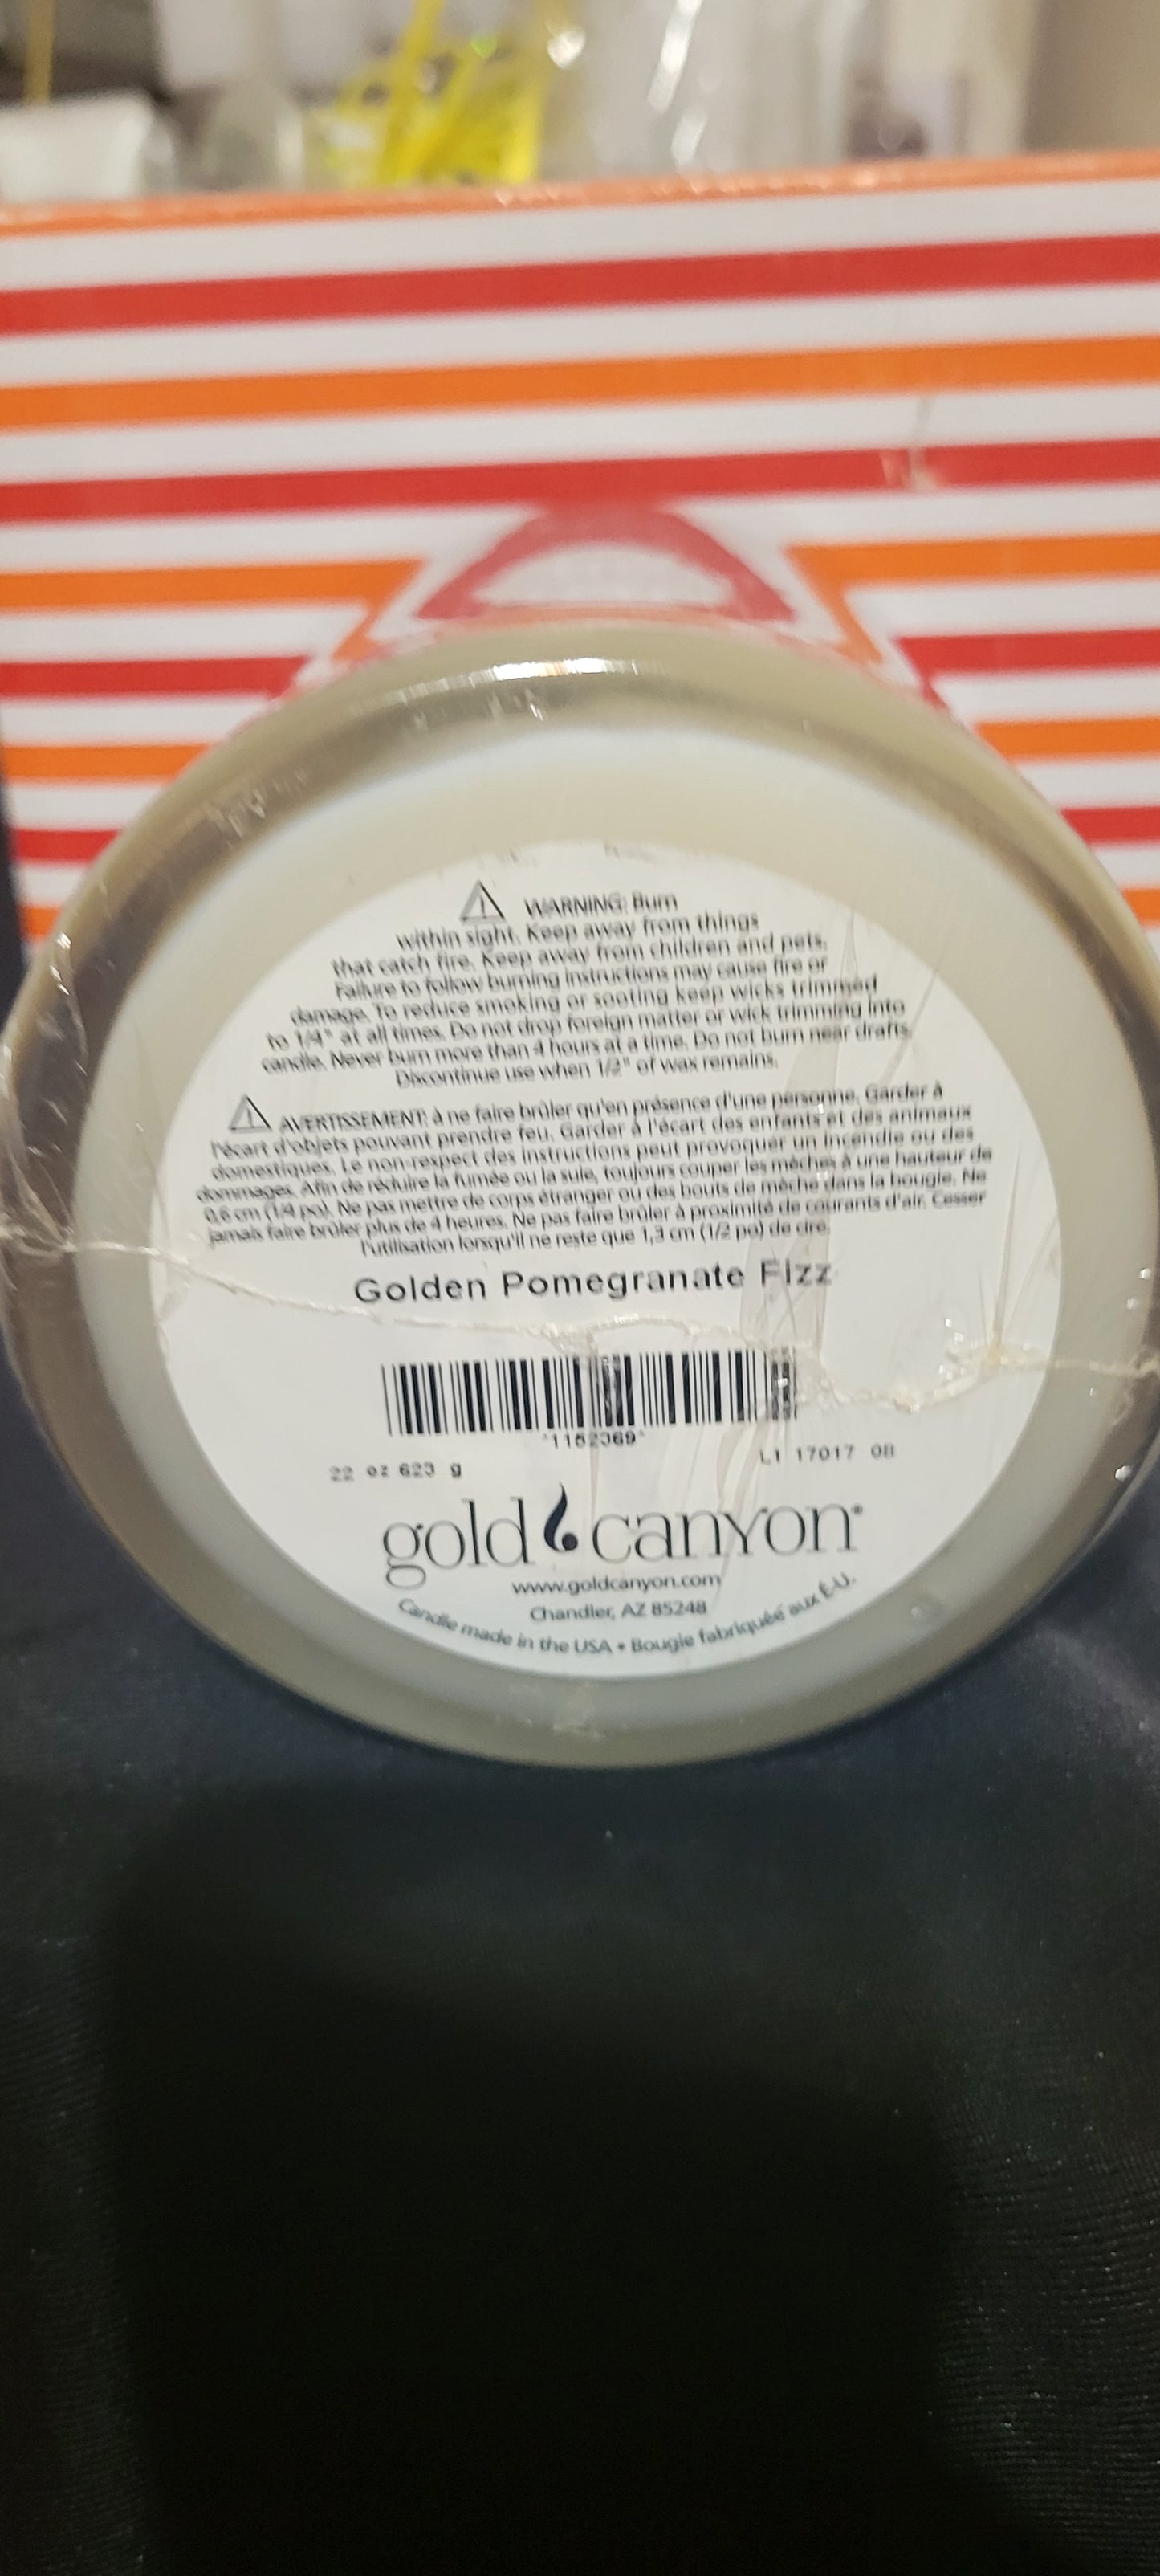 WARNING: Burn
within sight. Keep away from things
that catch fire. Keep away from children and pets.
Failure to follow burning instructions may cause fire or
damage. To reduce smoking or sooting keep wicks trimmed
to 1/4" at all times. Do not drop foreign matter or wick trimming into
candle. Never burn more than 4 hours at a time. Do not burn near drafts.
Discontinue use when 1/2" of wax remains.
AVERTISSEMENT: à ne faire brûler qu'en présence d'une personne. Garder à
l'écart d'objets pouvant prendre feu. Garder à l'écart des enfants et des animaux
domestiques. Le non-respect des instructions peut provoquer un incendie ou des
dommages. Afin de réduire la fumée ou la suie, toujours couper les mèches à une hauteur de
0,6 cm (1/4 po). Ne pas mettre de corps étranger ou des bouts de mèche dans la bougie. Ne
jamais faire brûler plus de 4 heures. Ne pas faire brûler à proximité de courants d'air. Cesser
l'utilisation lorsqu'il ne reste que 1,3 cm (1/2 po) de cire.
Golden Pomegranate Fizz
*1152369*
22 oz 623 g
L1 17017 08
gold canyon®
www.goldcanyon.com
Chandler, AZ 85248
Candle made in the USA • Bougie fabriquée aux É-U.